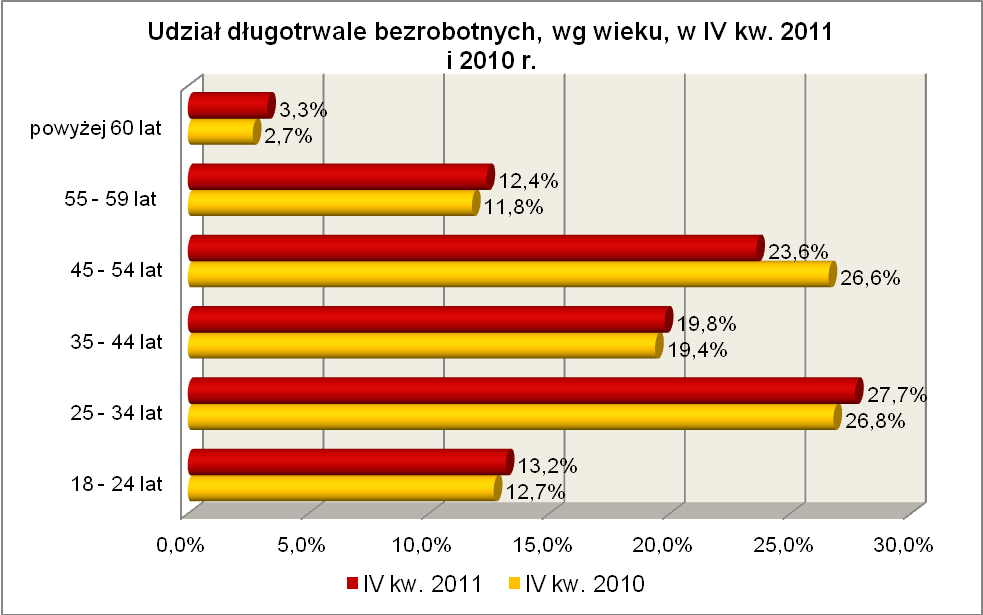 Udział długotrwale bezrobotnych, wg wieku, w IV kw. 2011
i 2010 r.
powyżej 60 lat
3,3%
2,7%
55 - 59 lat
12,4%
11,8%
45 - 54 lat
23,6%
26,6%
35 - 44 lat
19,8%
19,4%
25 - 34 lat
27,7%
26,8%
18 - 24 lat
13,2%
12,7%
0,0% 5,0% 10,0% 15,0% 20,0% 25,0% 30,0%
IV kw. 2011 IV kw. 2010